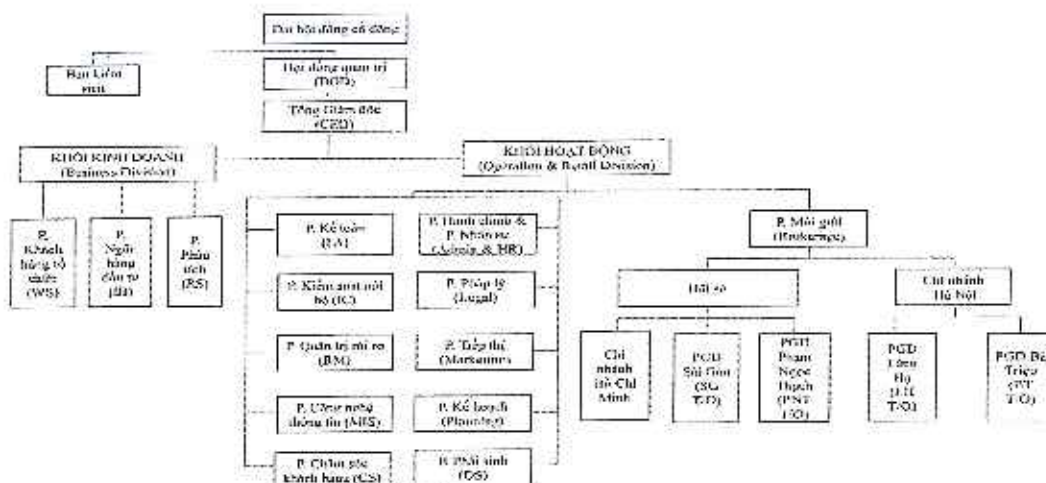 Đại hội đồng cổ đông
Hội đồng quản trị
(BOD)
Ban kiểm
soát
Tổng Giám đốc
(CEO)
KHỐI KINH DOANH
(Business Division)
KHỐI HOẠT ĐỘNG
(Operation & Retail Division)
P.
Khách
hàng tổ
chức
(WS)
P.
Ngân
hàng
đầu tư
(IB)
P.
Phân
tích
(RS)
P. Kế toán
P. Hành chính &
P. Nhân sự
(Admin & HR)
P. Môi giới
(Brokerage)
P. Kiểm soát nội
bộ (IC)
P. Pháp lý
(Legal)
Hội sở
Chi nhánh
Hà Nội
P. Quản trị rủi ro
(RM)
P. Tiếp thị
(Marketing)
Chi
nhánh
Hồ Chí
Minh
PGD
Sài Gòn
(SG
T/O)
PGD
Phạm
Ngọc
Thạch
(PNT
T/O)
PGD
T/O)
PGD Bà
Triệu
(BT
T/O)
P. Công nghệ
thông tin (MIS)
P. Kế hoạch
(Planning)
P. Chăm sóc
khách hàng (CS)
P. Phái sinh
(DS)